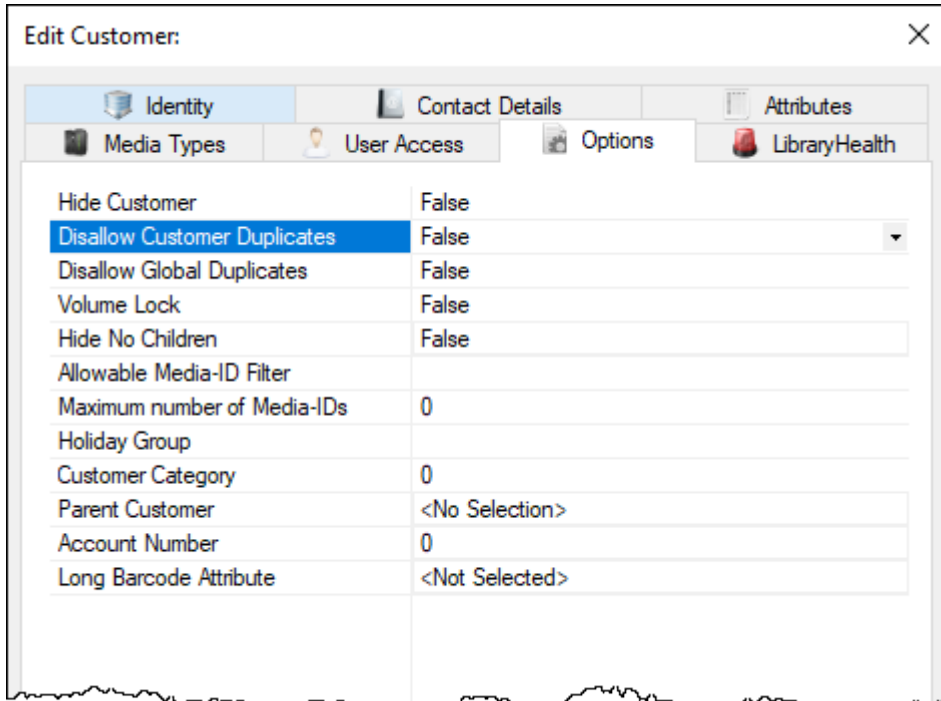 Edit Customer:
Identity Contact Details Attributes
Media Types User Access Options LibraryHealth
Hide Customer False
Disallow Customer Duplicates False
Disallow Global Duplicates False
Volume Lock False
Hide No Children False
Allowable Media-ID Filter
Maximum number of Media-IDs 0
Holiday Group
Customer Category 0
Parent Customer <No Selection>
Account Number 0
Long Barcode Attribute <Not Selected>